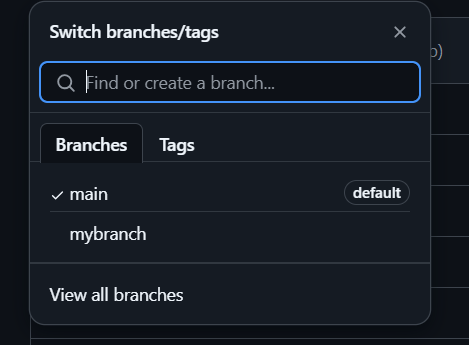 Switch branches/tags
Find or create a branch...
Branches Tags
main default
mybranch
View all branches